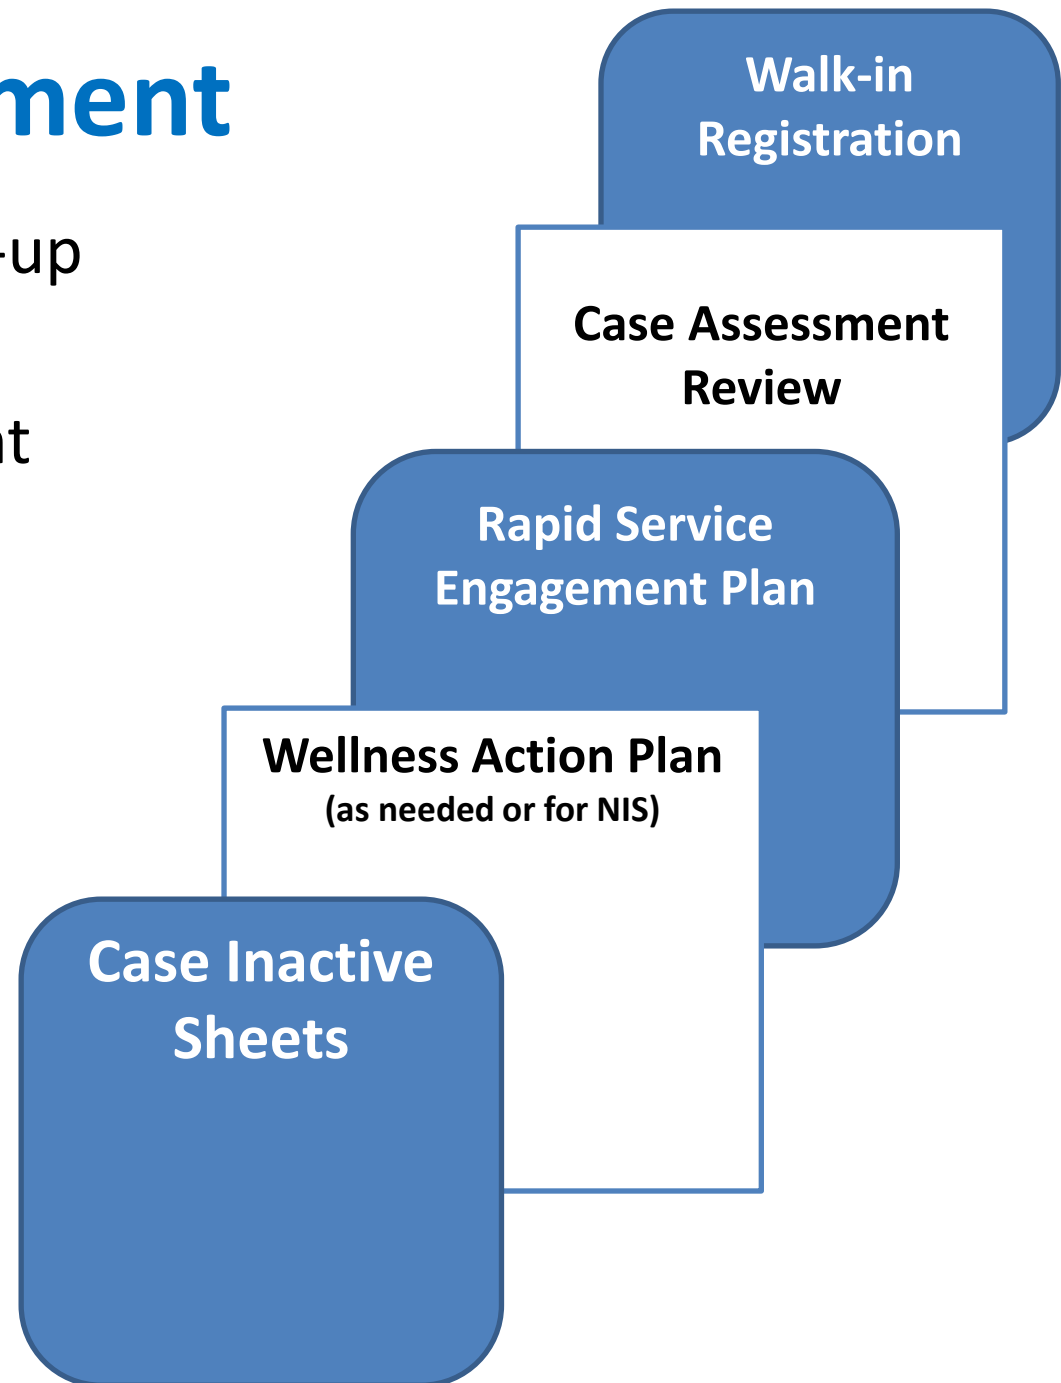 ment
-up
nt
Walk-in
Registration
Case Assessment
Review
Rapid Service
Engagement Plan
Wellness Action Plan
(as needed or for NIS)
Case Inactive
Sheets